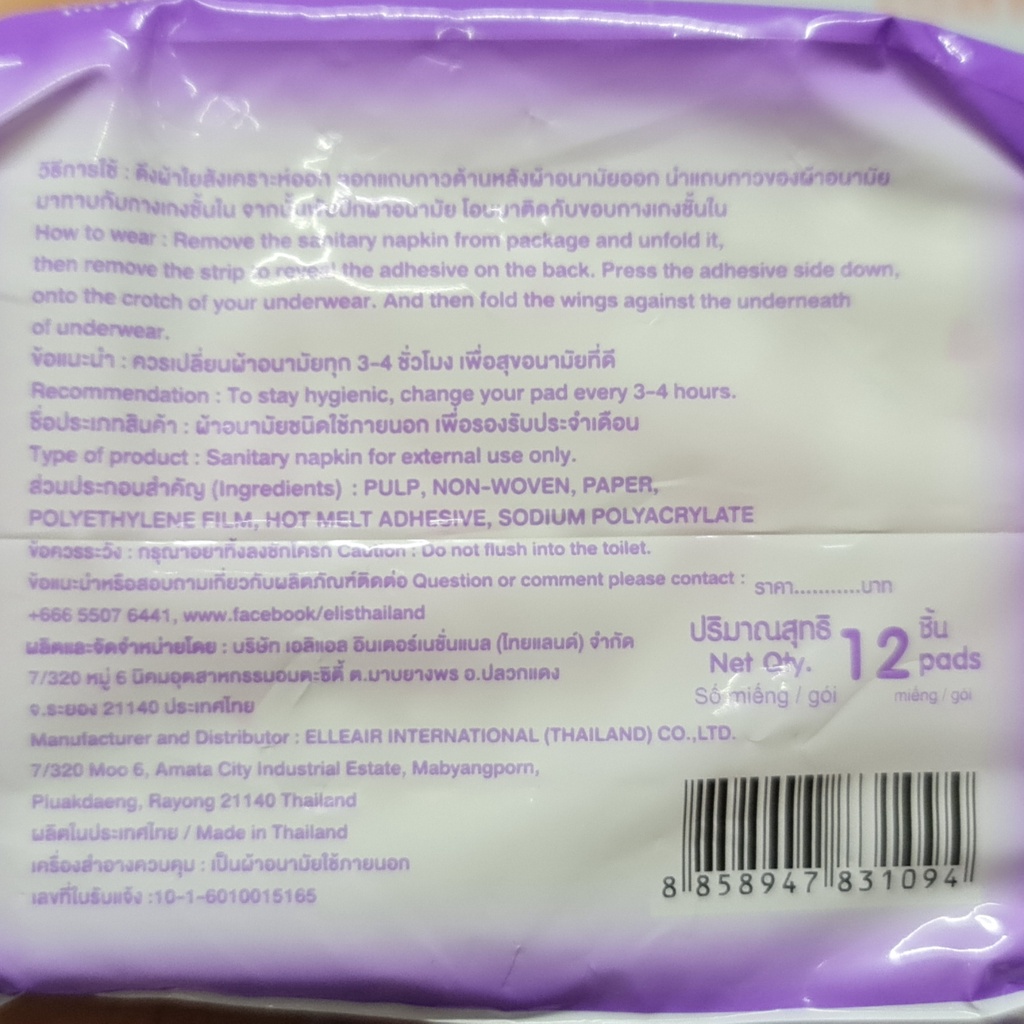 วิธีการใช้ : ดึงผ้าใยสังเคราะห่ออก ลอกแถบกาวด้านหลังผ้าอนามัยออก นำแถบกาวของผ้าอนามัย
มาทาบกับกางเกงชั้นใน จากนั้นพับปีกผ้าอนามัย โอบมาติดกับขอบกางเกงชั้นใน
How to wear : Remove the sanitary napkin from package and unfold it,
then remove the strip to reveal the adhesive on the back. Press the adhesive side down,
onto the crotch of your underwear. And then fold the wings against the underneath
of underwear.
ข้อแนะนำ : ควรเปลี่ยนผ้าอนามัยทุก 3-4 ชั่วโมง เพื่อสุขอนามัยที่ดี
Recommendation : To stay hygienic, change your pad every 3-4 hours.
ชื่อประเภทสินค้า : ผ้าอนามัยชนิดใช้ภายนอก เพื่อรองรับประจำเดือน
Type of product : Sanitary napkin for external use only.
ส่วนประกอบสำคัญ (Ingredients) : PULP, NON-WOVEN, PAPER,
POLYETHYLENE FILM, HOT MELT ADHESIVE, SODIUM POLYACRYLATE
ข้อควรระวัง : กรุณาอย่าทิ้งลงชักโครก Caution : Do not flush into the toilet.
ข้อแนะนำหรือสอบถามเกี่ยวกับผลิตภัณฑ์ติดต่อ Question or comment please contact :
+666 5507 6441, www.facebook/elisthailand
ผลิตและจัดจำหน่ายโดย : บริษัท เอลิแอล อินเตอร์เนชั่นแนล (ไทยแลนด์) จำกัด
7/320 หมู่ 6 นิคมอุตสาหกรรมอมตะซิตี้ ต.มาบยางพร อ.ปลวกแดง
จ.ระยอง 21140 ประเทศไทย
Manufacturer and Distributor : ELLEAIR INTERNATIONAL (THAILAND) CO.,LTD.
7/320 Moo 6, Amata City Industrial Estate, Mabyangporn,
Pluakdaeng, Rayong 21140 Thailand
ผลิตในประเทศไทย / Made in Thailand
เครื่องสำอางควบคุม : เป็นผ้าอนามัยใช้ภายนอก
เลขที่ใบรับแจ้ง :10-1-6010015165
ราคา...........บาท
ปริมาณสุทธิ 12 ชิ้น
Net Qty. pads
Số miếng / gói miếng / gói
8 858947 831094